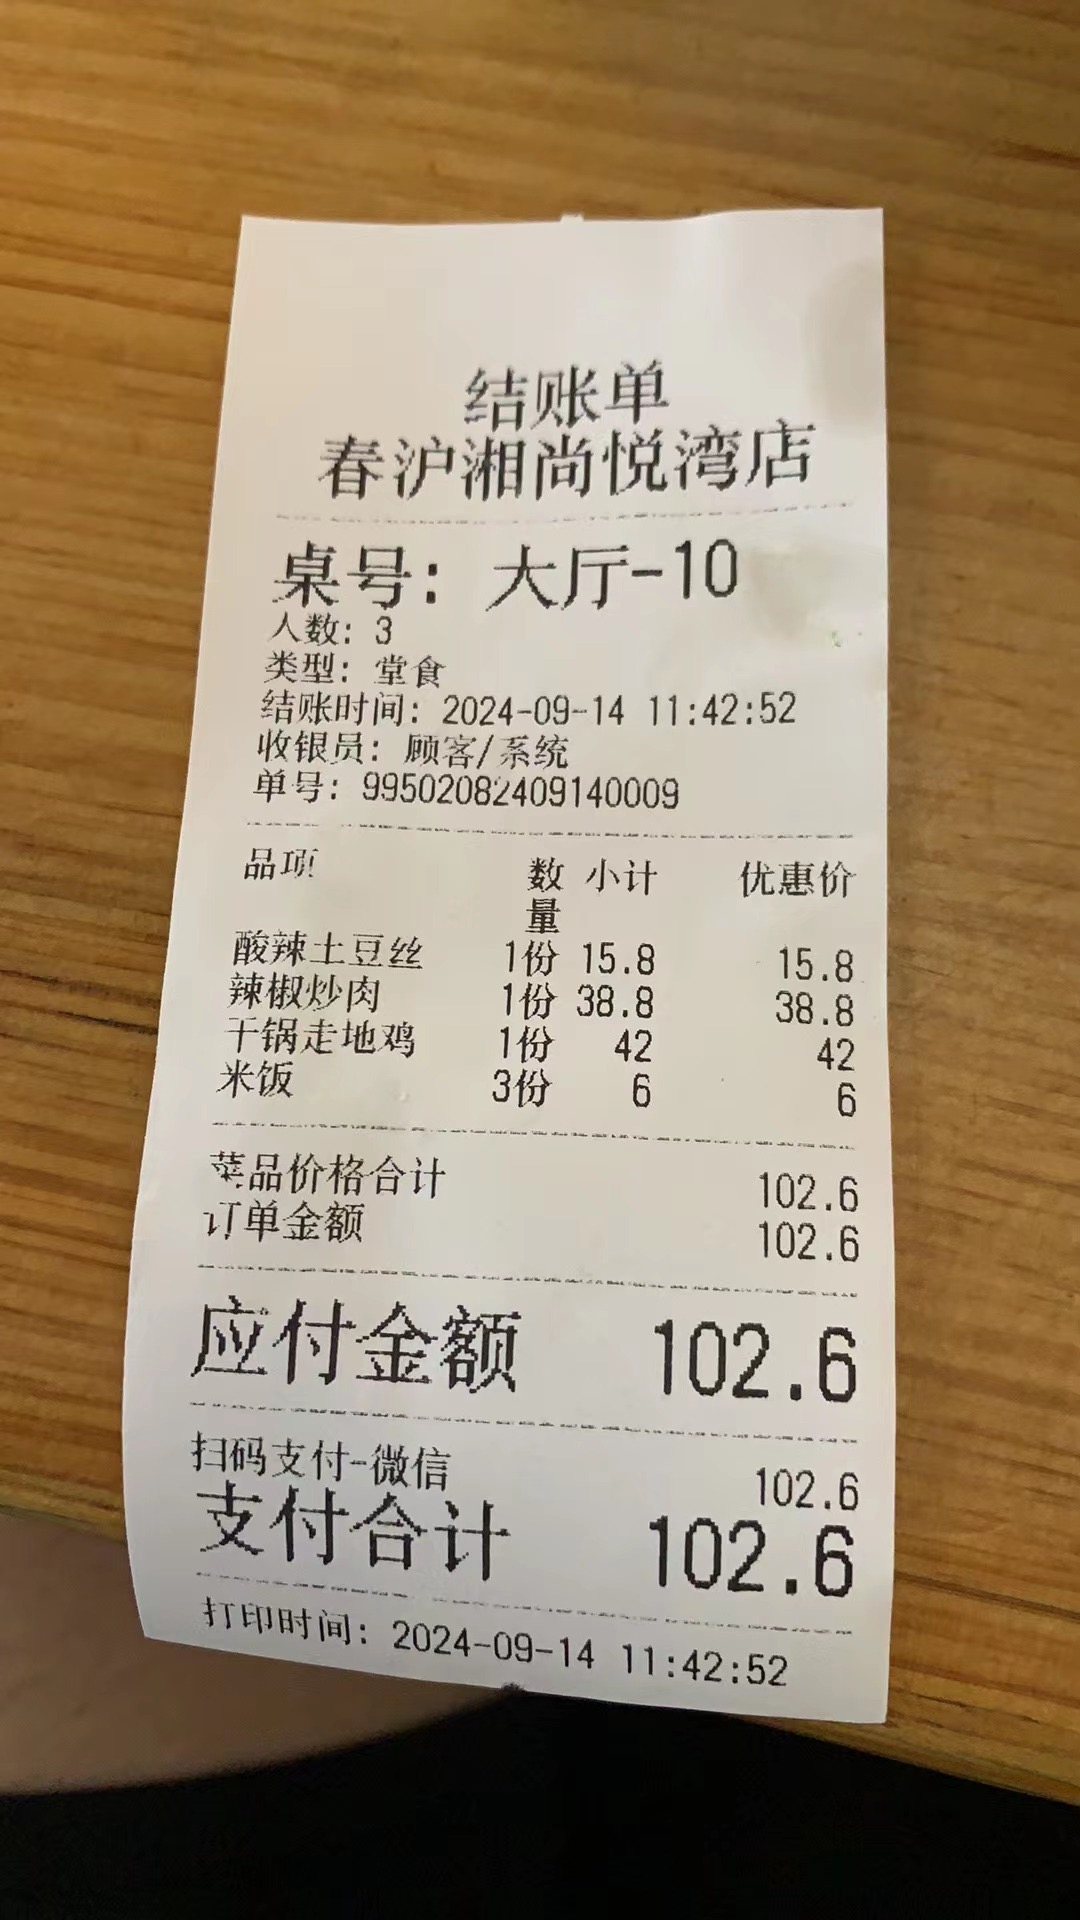 结账单
春沪湘尚悦湾店
桌号: 大厅-10
人数: 3
类型: 堂食
结账时间: 2024-09-14 11:42:52
收银员: 顾客/系统
单号: 99502082409140009
品项 数量 小计 优惠价
酸辣土豆丝 1份 15.8 15.8
辣椒炒肉 1份 38.8 38.8
干锅走地鸡 1份 42 42
米饭 3份 6 6
菜品价格合计 102.6
订单金额 102.6
应付金额 102.6
扫码支付-微信 102.6
支付合计 102.6
打印时间: 2024-09-14 11:42:52